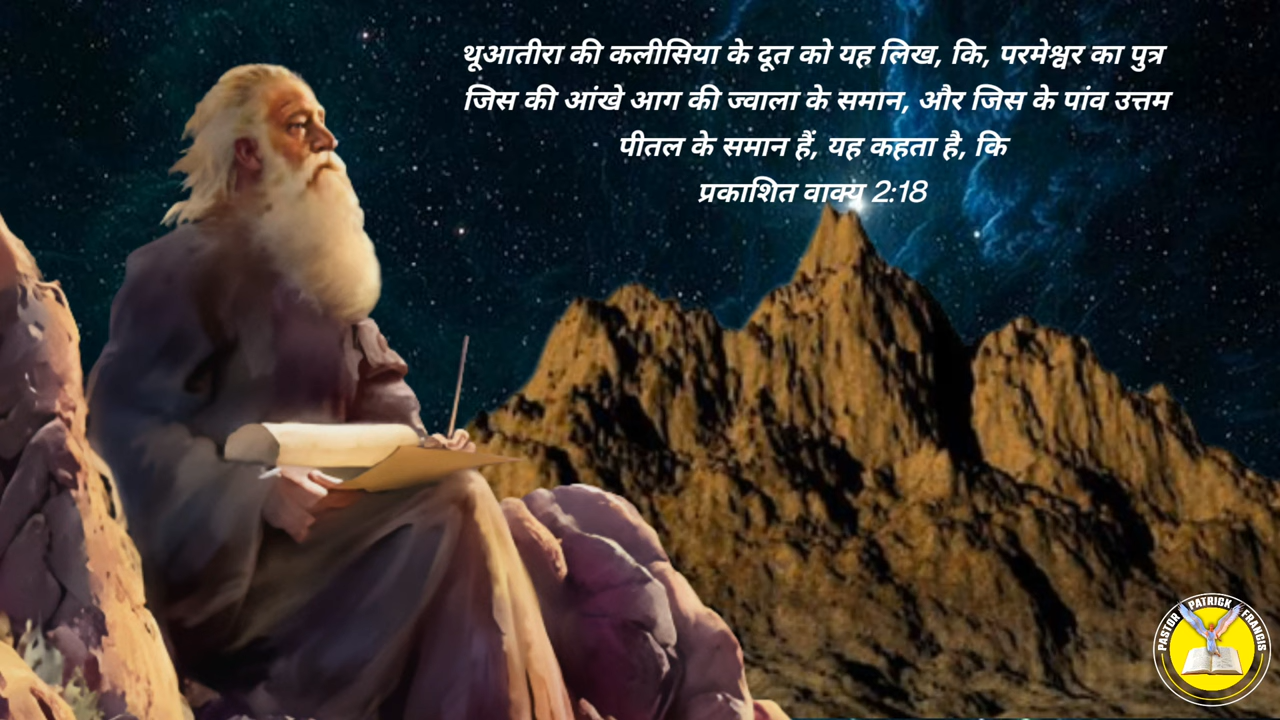 थूआतीरा की कलीसिया के दूत को यह लिख, कि, परमेश्वर का पुत्र
जिस की आंखे आग की ज्वाला के समान, और जिस के पांव उत्तम
पीतल के समान हैं, यह कहता है, कि
प्रकाशित वाक्य 2:18
PASTOR PATRICK FRANCIS